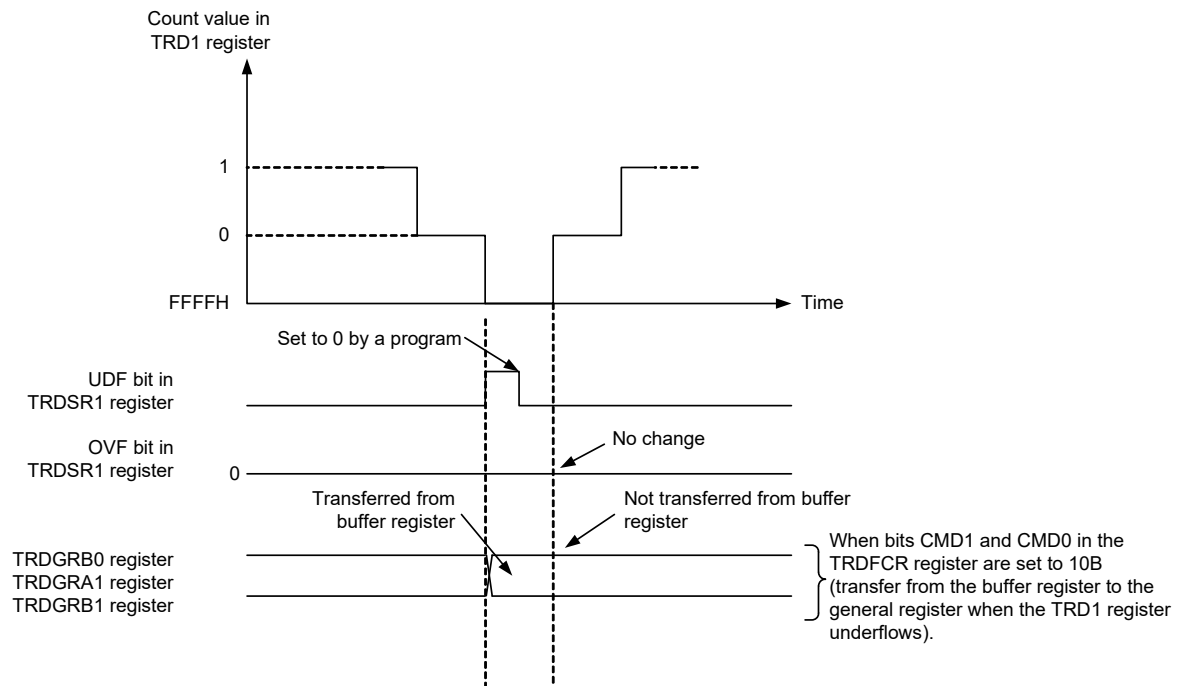 Count value in
TRD1 register
1
0
FFFFH
Time
Set to 0 by a program
UDF bit in
TRDSR1 register
OVF bit in
TRDSR1 register
0
No change
Transferred from
buffer register
Not transferred from buffer
register
TRDGRB0 register
TRDGRA1 register
TRDGRB1 register
When bits CMD1 and CMD0 in the
TRDFCR register are set to 10B
(transfer from the buffer register to the
general register when the TRD1 register
underflows).